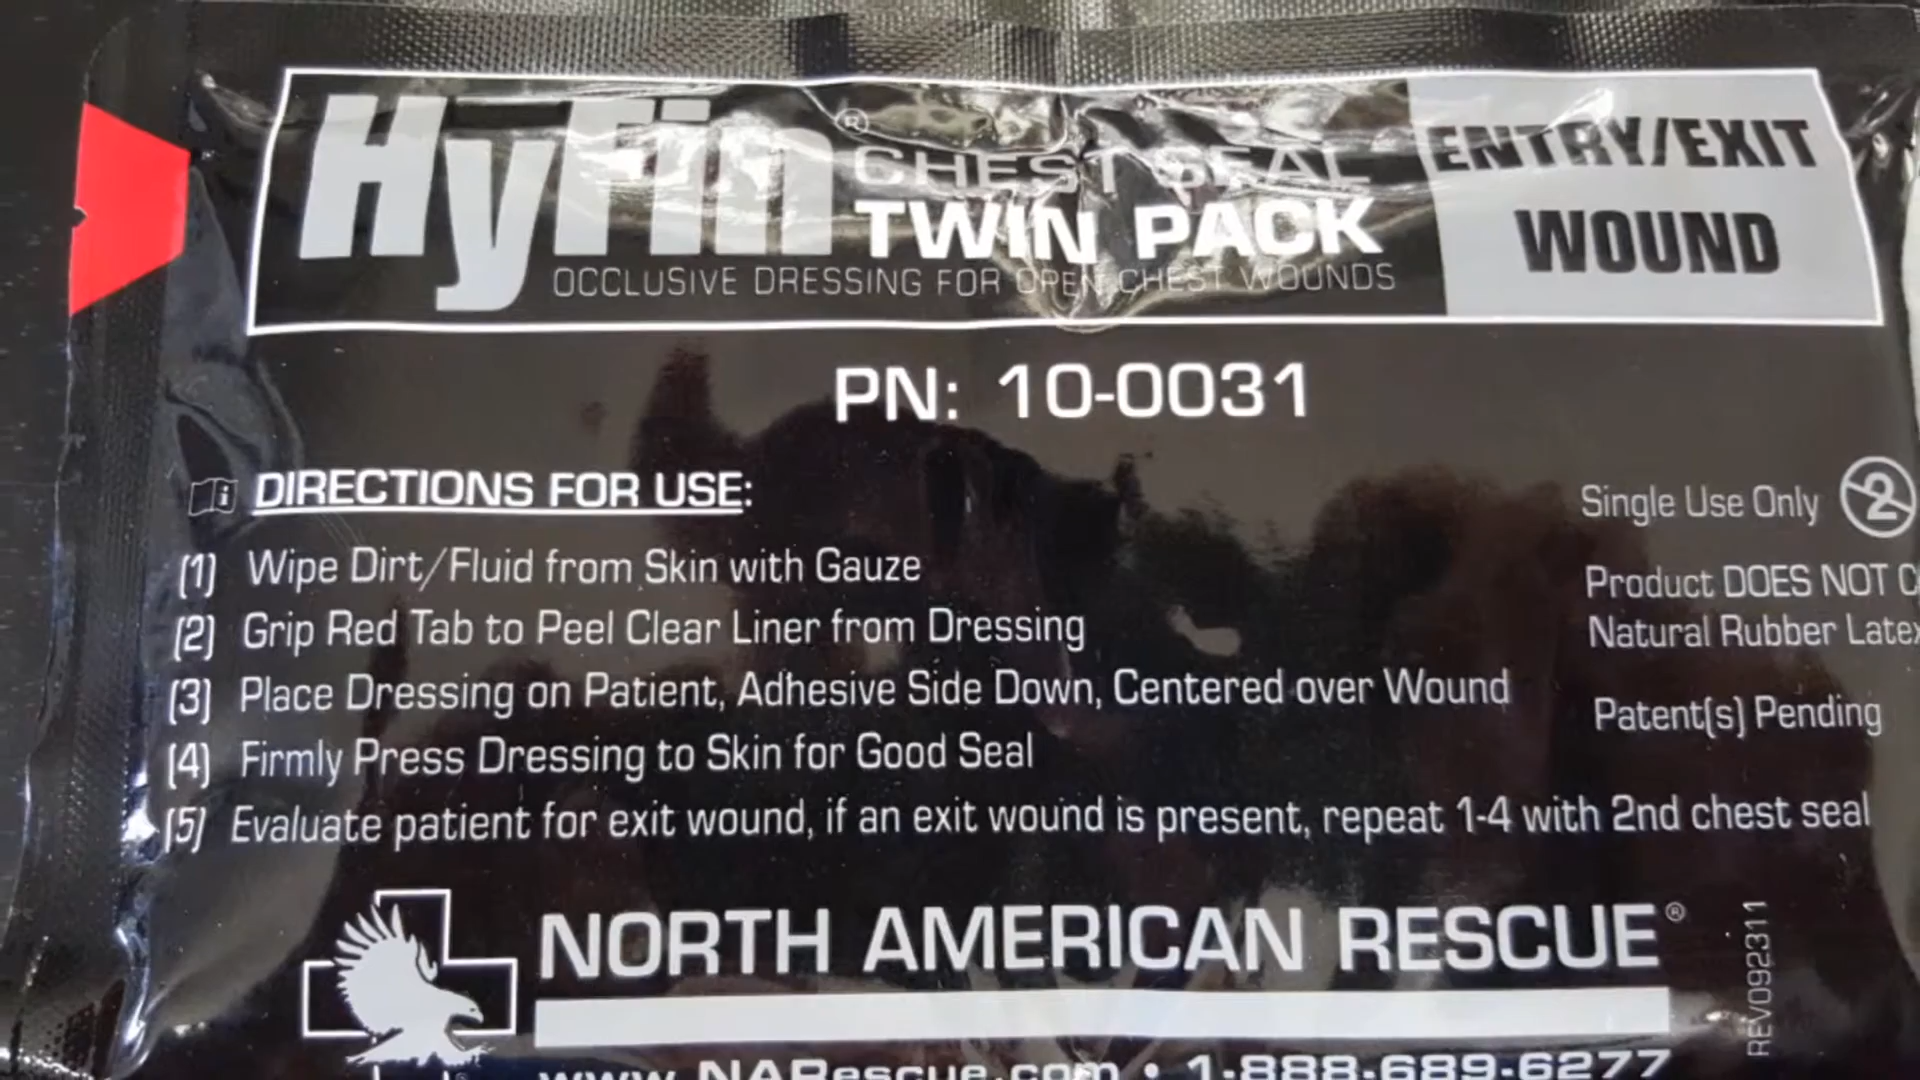 HyFin® CHEST SEAL
TWIN PACK
OCCLUSIVE DRESSING FOR OPEN CHEST WOUNDS
ENTRY/EXIT
WOUND
PN: 10-0031
DIRECTIONS FOR USE:
(1) Wipe Dirt/Fluid from Skin with Gauze
(2) Grip Red Tab to Peel Clear Liner from Dressing
(3) Place Dressing on Patient, Adhesive Side Down, Centered over Wound
(4) Firmly Press Dressing to Skin for Good Seal
(5) Evaluate patient for exit wound, if an exit wound is present, repeat 1-4 with 2nd chest seal
Single Use Only 2
Product DOES NOT C
Natural Rubber Latex
Patent(s) Pending
NORTH AMERICAN RESCUE®
www.NARescue.com • 1-888-689-6277
REV092311